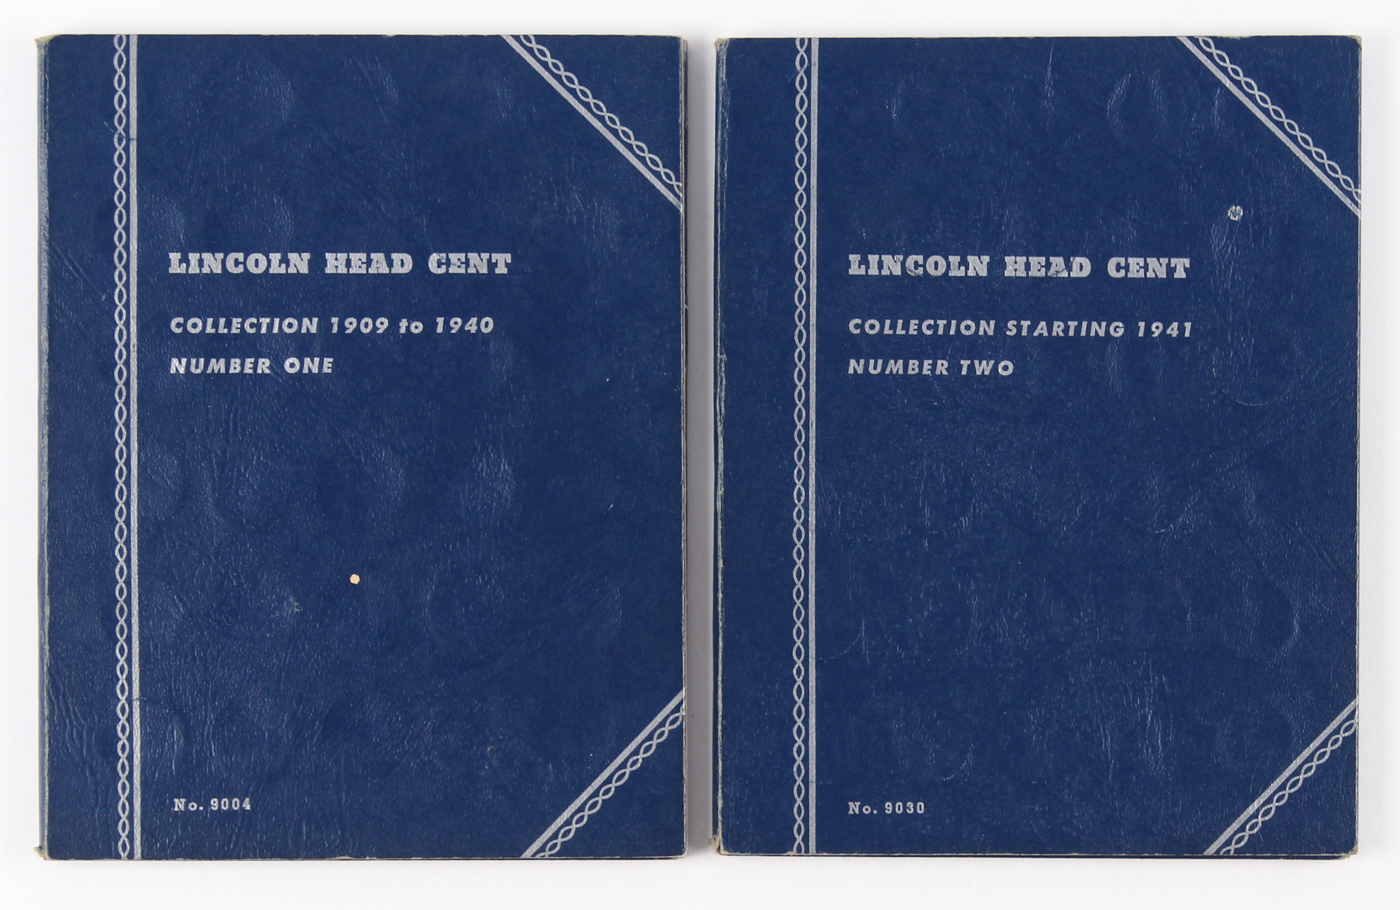 LINCOLN HEAD CENT
COLLECTION 1909 to 1940
NUMBER ONE
No. 9004
LINCOLN HEAD CENT
COLLECTION STARTING 1941
NUMBER TWO
No. 9030